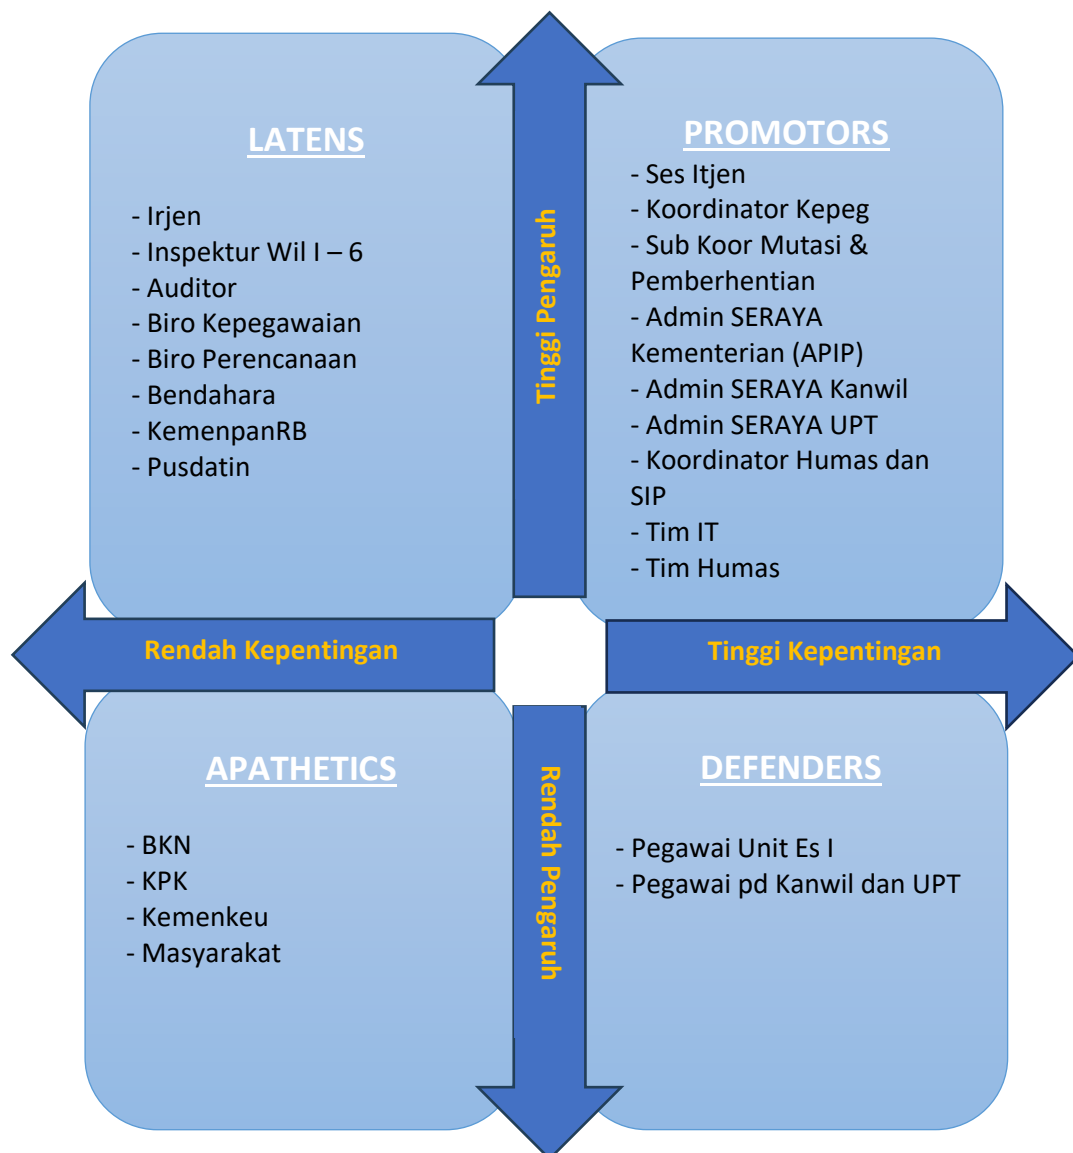 LATENS
- Irjen
- Inspektur Wil I – 6
- Auditor
- Biro Kepegawaian
- Biro Perencanaan
- Bendahara
- KemenpanRB
- Pusdatin
Tinggi Pengaruh
PROMOTORS
- Ses Itjen
- Koordinator Kepeg
- Sub Koor Mutasi &
Pemberhentian
- Admin SERAYA
Kementerian (APIP)
- Admin SERAYA Kanwil
- Admin SERAYA UPT
- Koordinator Humas dan
SIP
- Tim IT
- Tim Humas
Rendah Kepentingan
Tinggi Kepentingan
APATHETICS
- BKN
- KPK
- Kemenkeu
- Masyarakat
Rendah Pengaruh
DEFENDERS
- Pegawai Unit Es I
- Pegawai pd Kanwil dan UPT